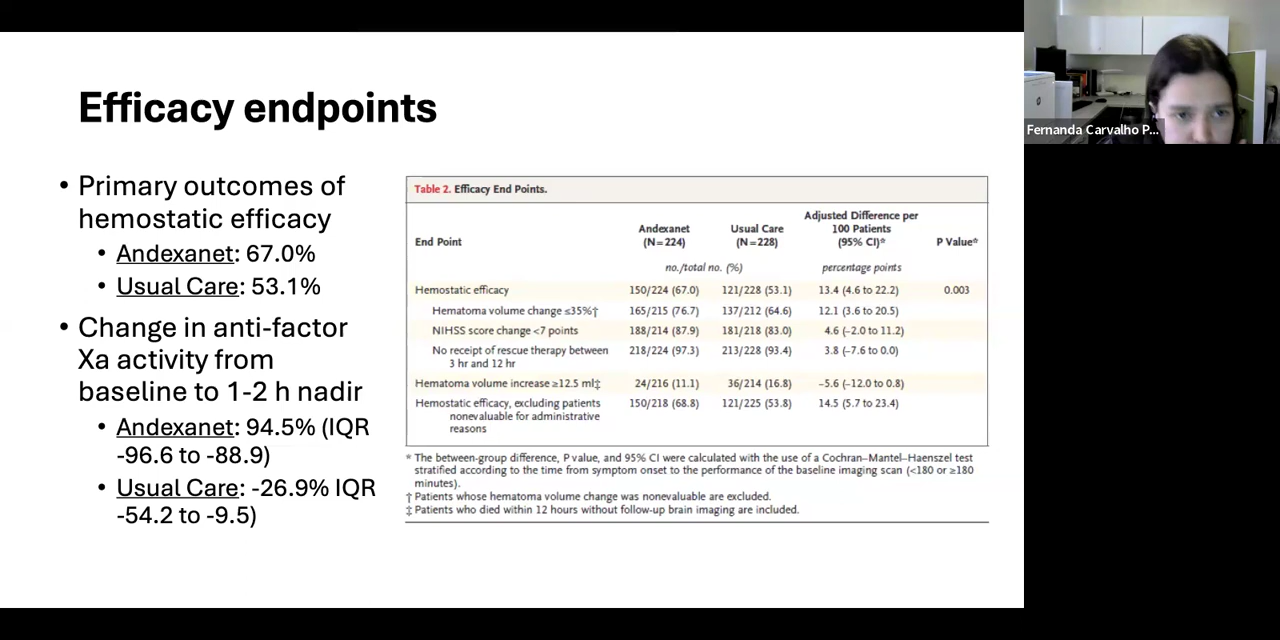 Efficacy endpoints
• Primary outcomes of
hemostatic efficacy
• Andexanet: 67.0%
• Usual Care: 53.1%
• Change in anti-factor
Xa activity from
baseline to 1-2 h nadir
• Andexanet: 94.5% (IQR
-96.6 to -88.9)
• Usual Care: -26.9% IQR
-54.2 to -9.5)
Table 2. Efficacy End Points.
End Point Andexanet (N=224) Usual Care (N=228) Adjusted Difference per 100 Patients (95% CI)* P Value*
no./total no. (%) percentage points
Hemostatic efficacy 150/224 (67.0) 121/228 (53.1) 13.4 (4.6 to 22.2) 0.003
Hematoma volume change ≤35%† 165/215 (76.7) 137/212 (64.6) 12.1 (3.6 to 20.5)
NIHSS score change <7 points 188/214 (87.9) 181/218 (83.0) 4.6 (−2.0 to 11.2)
No receipt of rescue therapy between 218/224 (97.3) 213/228 (93.4) 3.8 (−7.6 to 0.0)
3 hr and 12 hr
Hematoma volume increase ≥12.5 ml‡ 24/216 (11.1) 36/214 (16.8) −5.6 (−12.0 to 0.8)
Hemostatic efficacy, excluding patients 150/218 (68.8) 121/225 (53.8) 14.5 (5.7 to 23.4)
nonevaluable for administrative
reasons
* The between-group difference, P value, and 95% CI were calculated with the use of a Cochran–Mantel–Haenszel test
stratified according to the time from symptom onset to the performance of the baseline imaging scan (<180 or ≥180
minutes).
† Patients whose hematoma volume change was nonevaluable are excluded.
‡ Patients who died within 12 hours without follow-up brain imaging are included.
Fernanda Carvalho P...